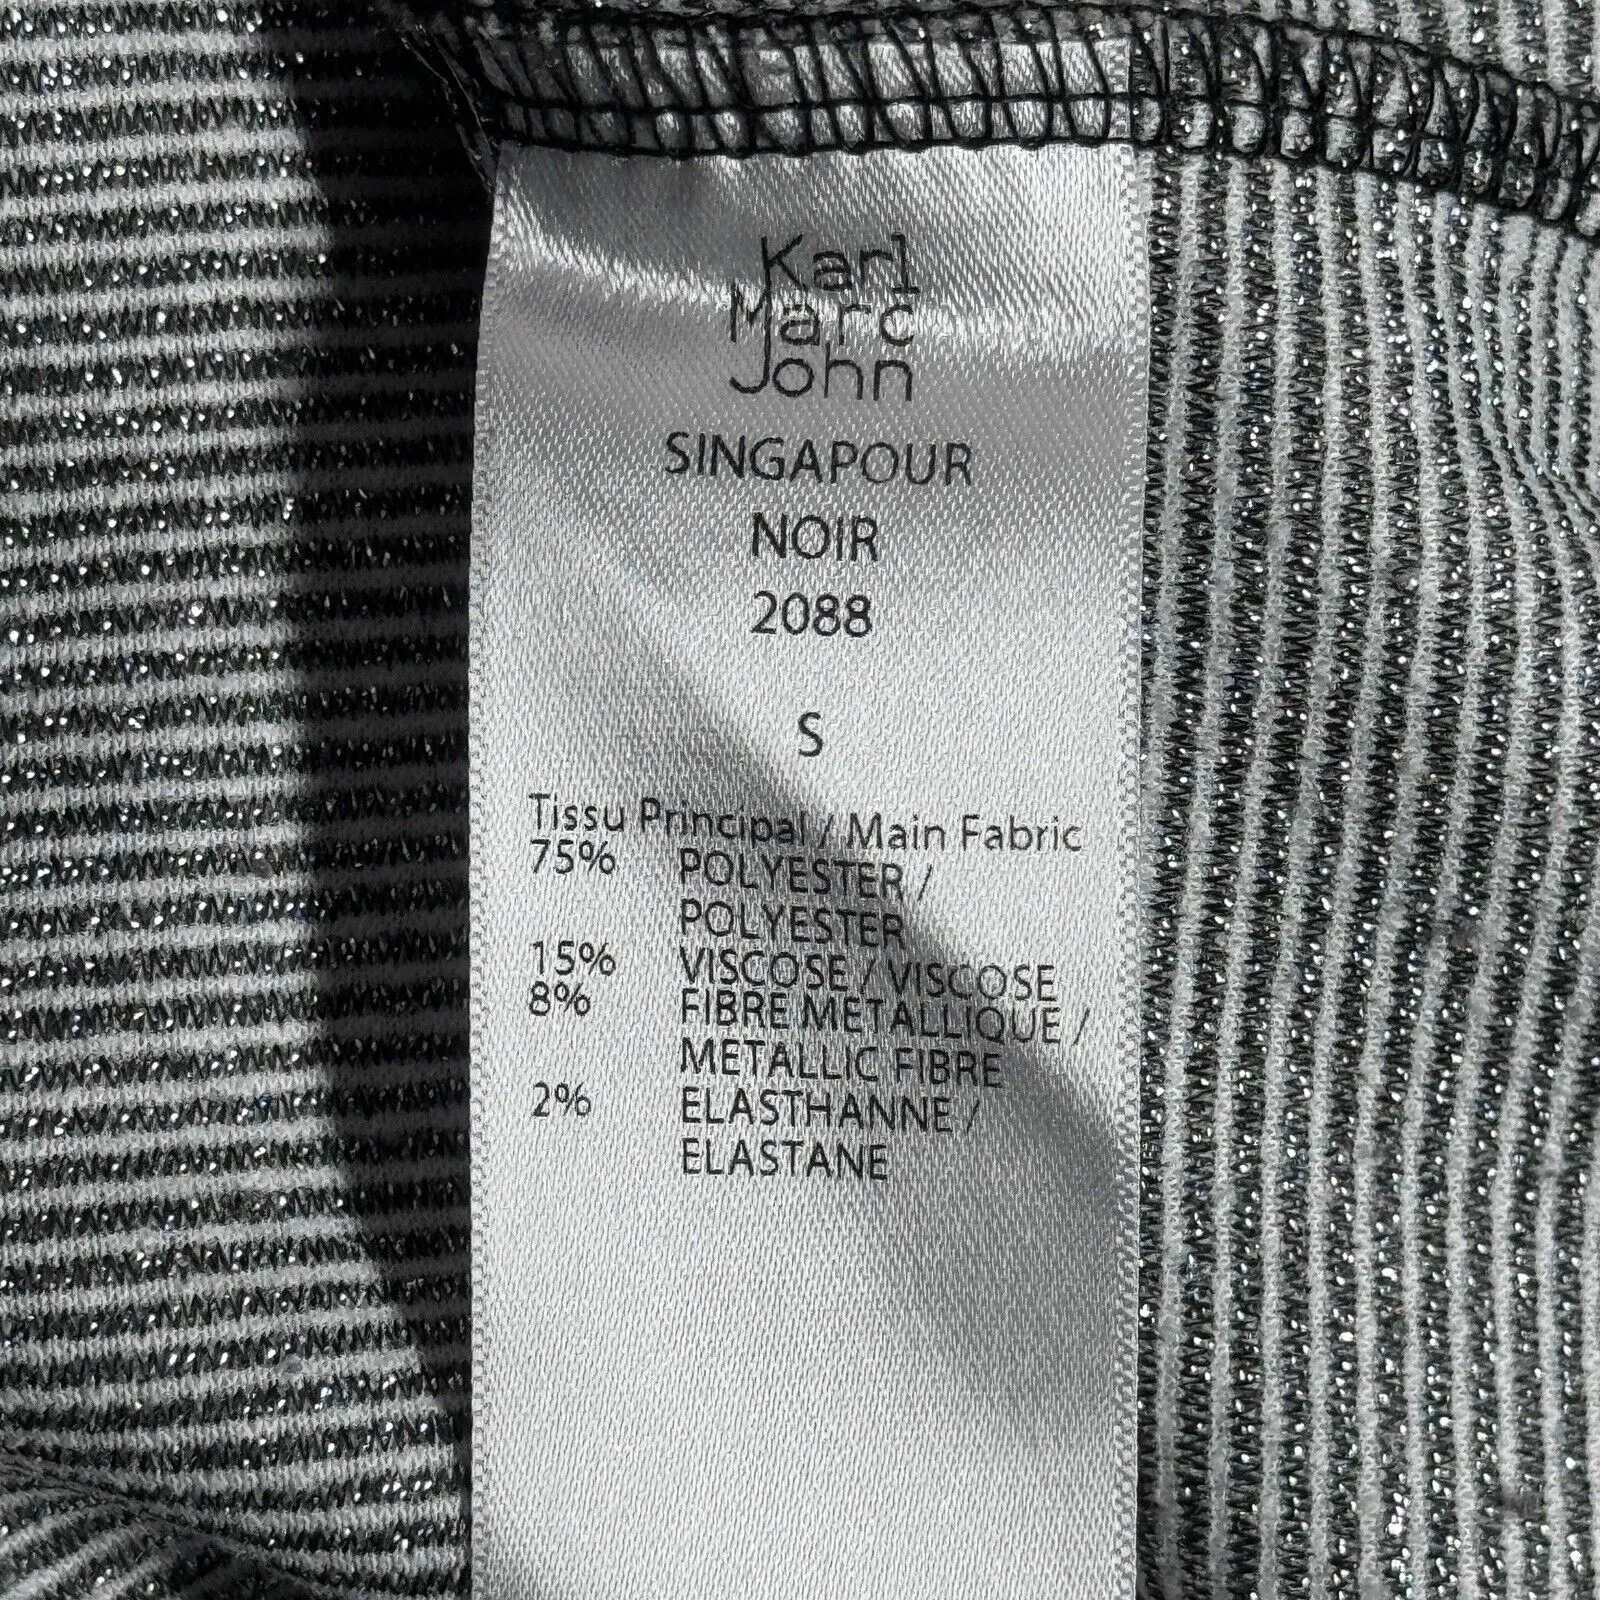 Karl
Marc
John
SINGAPOUR
NOIR
2088
S
Tissu Principal / Main Fabric
75% POLYESTER /
POLYESTER
15% VISCOSE / VISCOSE
8% FIBRE METALLIQUE /
METALLIC FIBRE
2% ELASTHANNE /
ELASTANE